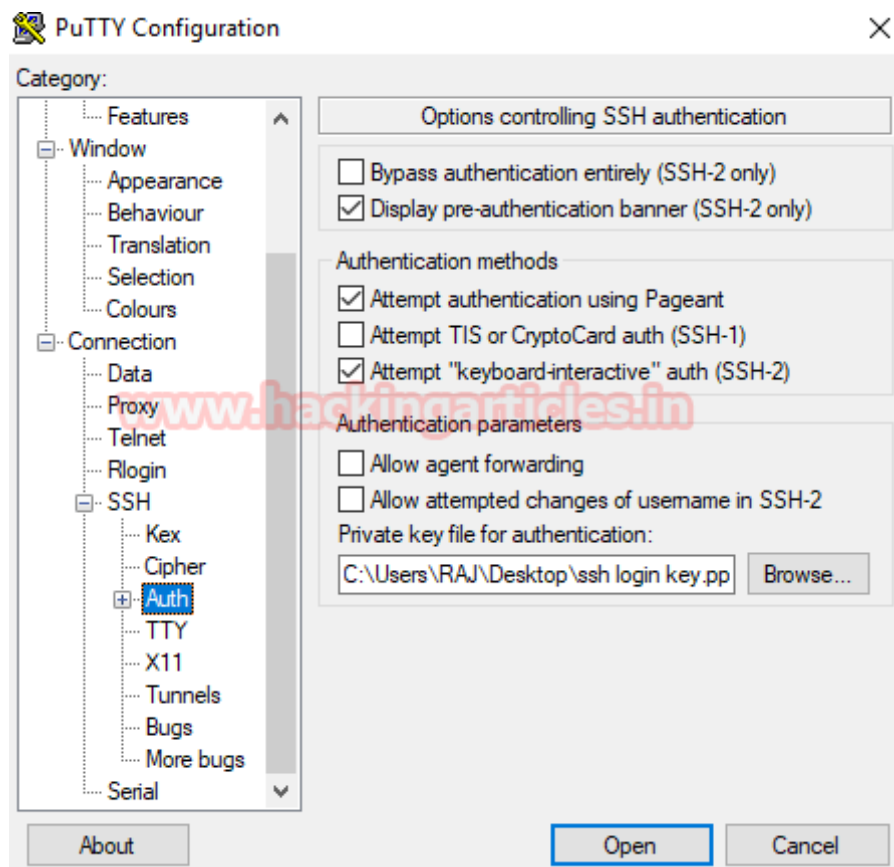 PuTTY Configuration
Category:
Features
Window
Appearance
Behaviour
Translation
Selection
Colours
Connection
Data
Proxy
Telnet
Rlogin
SSH
Kex
Cipher
Auth
TTY
X11
Tunnels
Bugs
More bugs
Serial
Options controlling SSH authentication
Bypass authentication entirely (SSH-2 only)
Display pre-authentication banner (SSH-2 only)
Authentication methods
Attempt authentication using Pageant
Attempt TIS or CryptoCard auth (SSH-1)
Attempt "keyboard-interactive" auth (SSH-2)
www.hackingarticles.in
Authentication parameters
Allow agent forwarding
Allow attempted changes of username in SSH-2
Private key file for authentication:
C:\Users\RAJ\Desktop\ssh login key.pp
Browse...
About
Open
Cancel